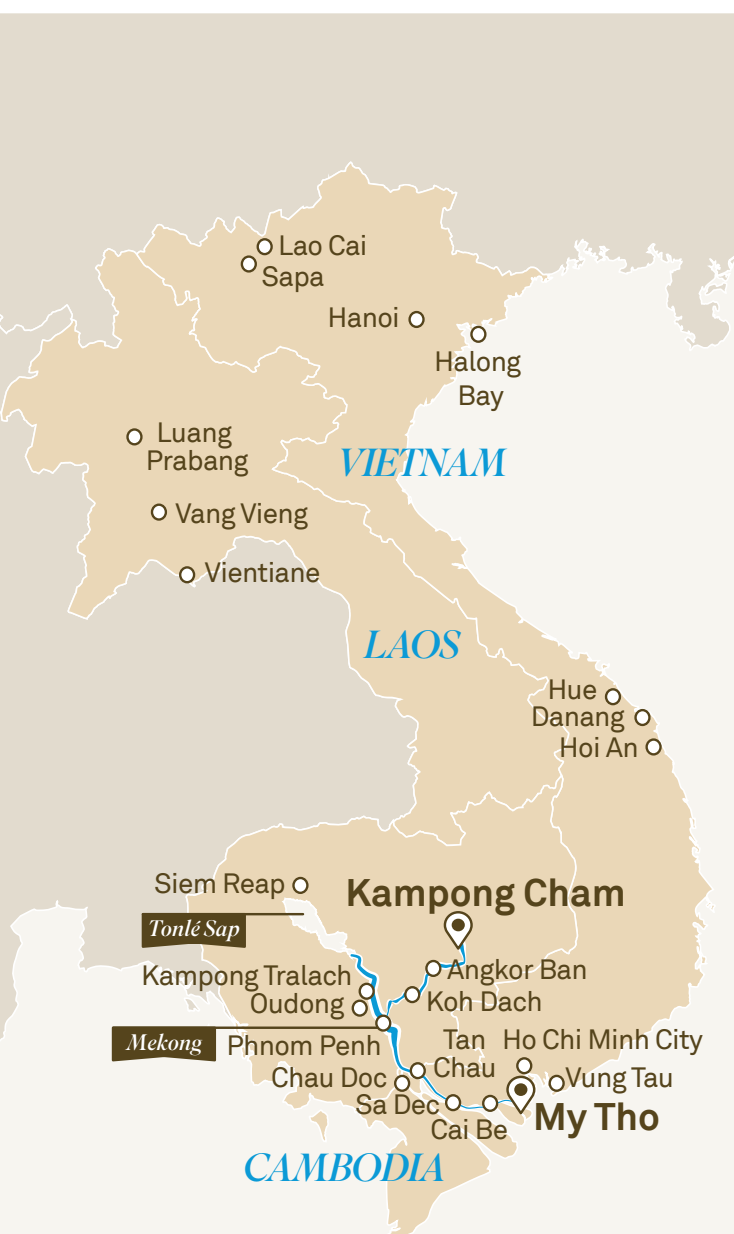 Lao Cai
Sapa
Hanoi
Halong
Bay
Luang
Prabang
VIETNAM
Vang Vieng
Vientiane
LAOS
Hue
Danang
Hoi An
Siem Reap
Kampong Cham
Tonlé Sap
Angkor Ban
Kampong Tralach
Koh Dach
Oudong
Mekong
Phnom Penh
Tan
Chau
Ho Chi Minh City
Chau Doc
Vung Tau
Sa Dec
My Tho
Cai Be
CAMBODIA